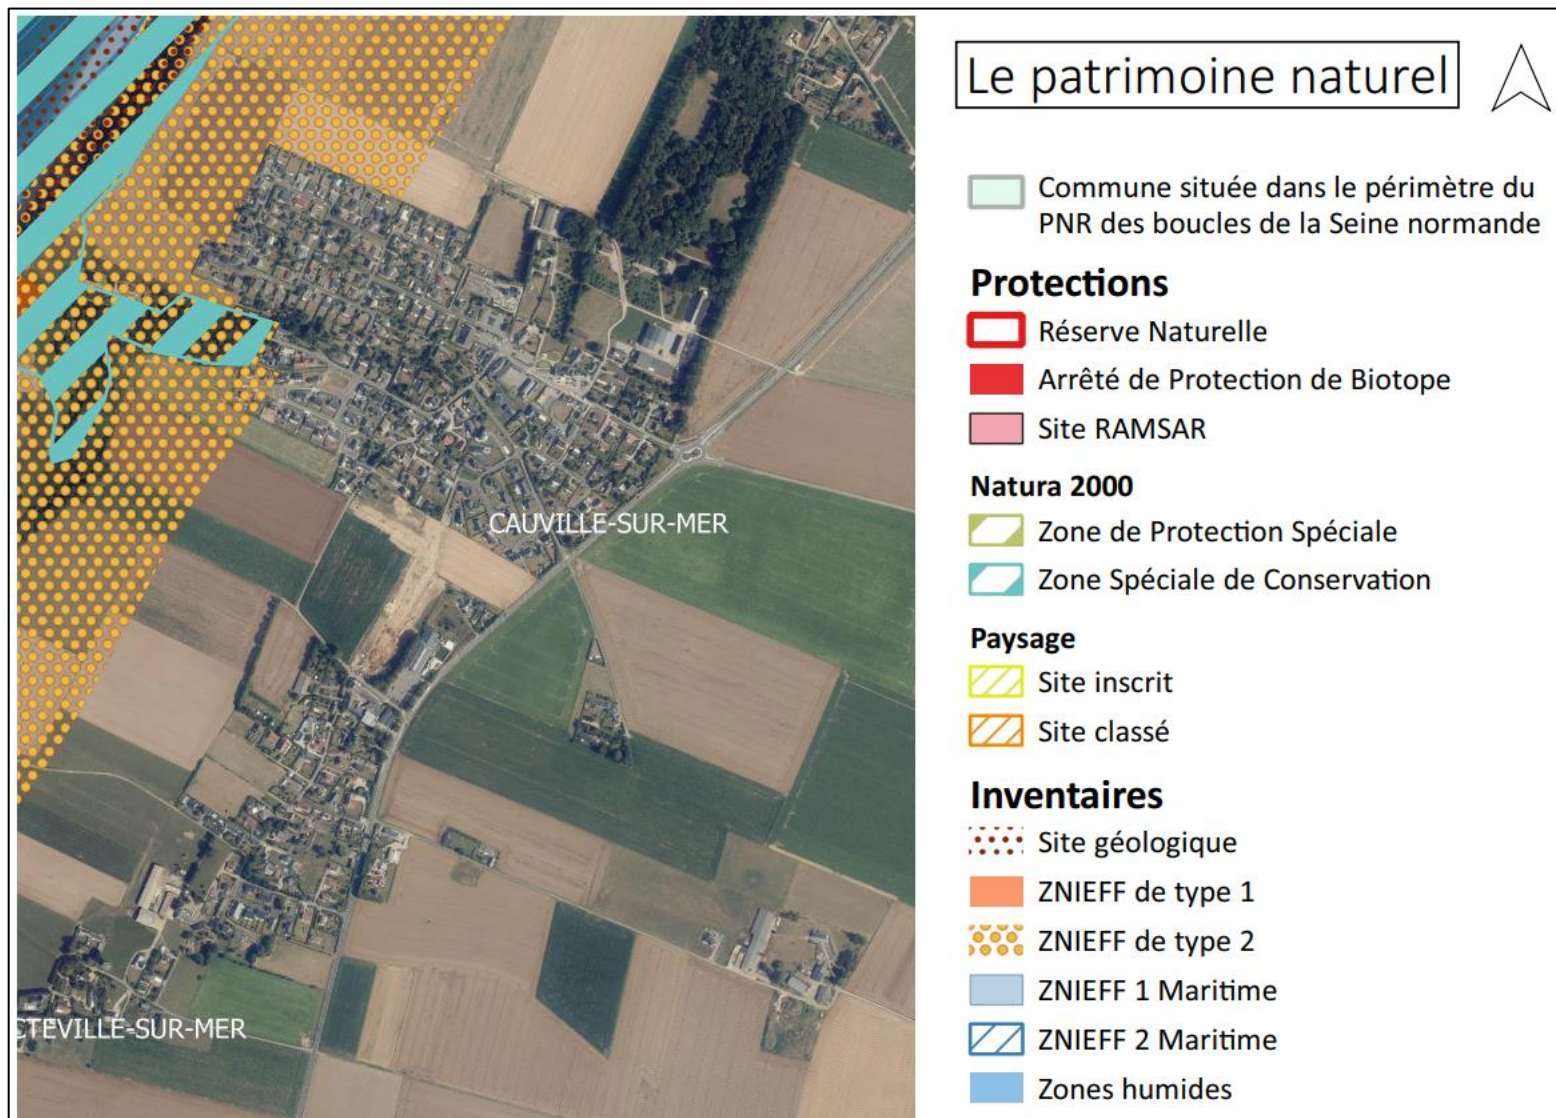 Le patrimoine naturel
Commune située dans le périmètre du
PNR des boucles de la Seine normande
Protections
Réserve Naturelle
Arrêté de Protection de Biotope
Site RAMSAR
Natura 2000
Zone de Protection Spéciale
Zone Spéciale de Conservation
Paysage
Site inscrit
Site classé
Inventaires
Site géologique
ZNIEFF de type 1
ZNIEFF de type 2
ZNIEFF 1 Maritime
ZNIEFF 2 Maritime
Zones humides
CAUVILLE-SUR-MER
CTEVILLE-SUR-MER